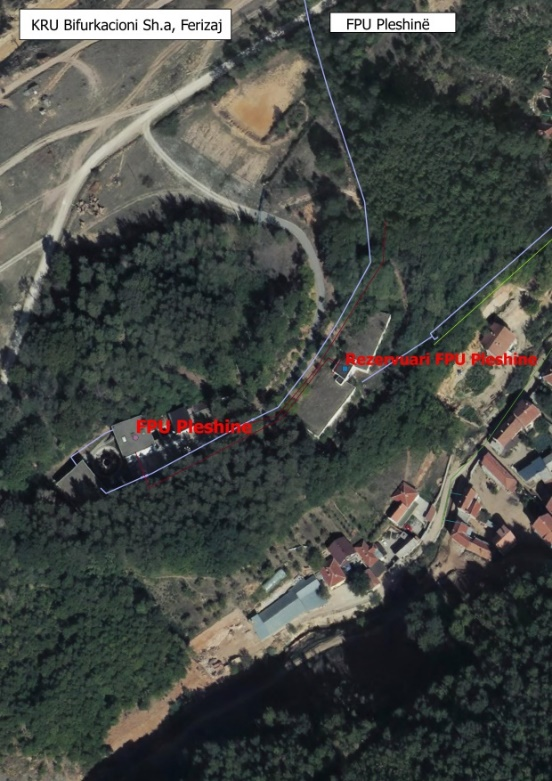 KRU Bifurkacioni Sh.a, Ferizaj
FPU Pleshinë
Rezervuari FPU Pleshine
FPU Pleshine